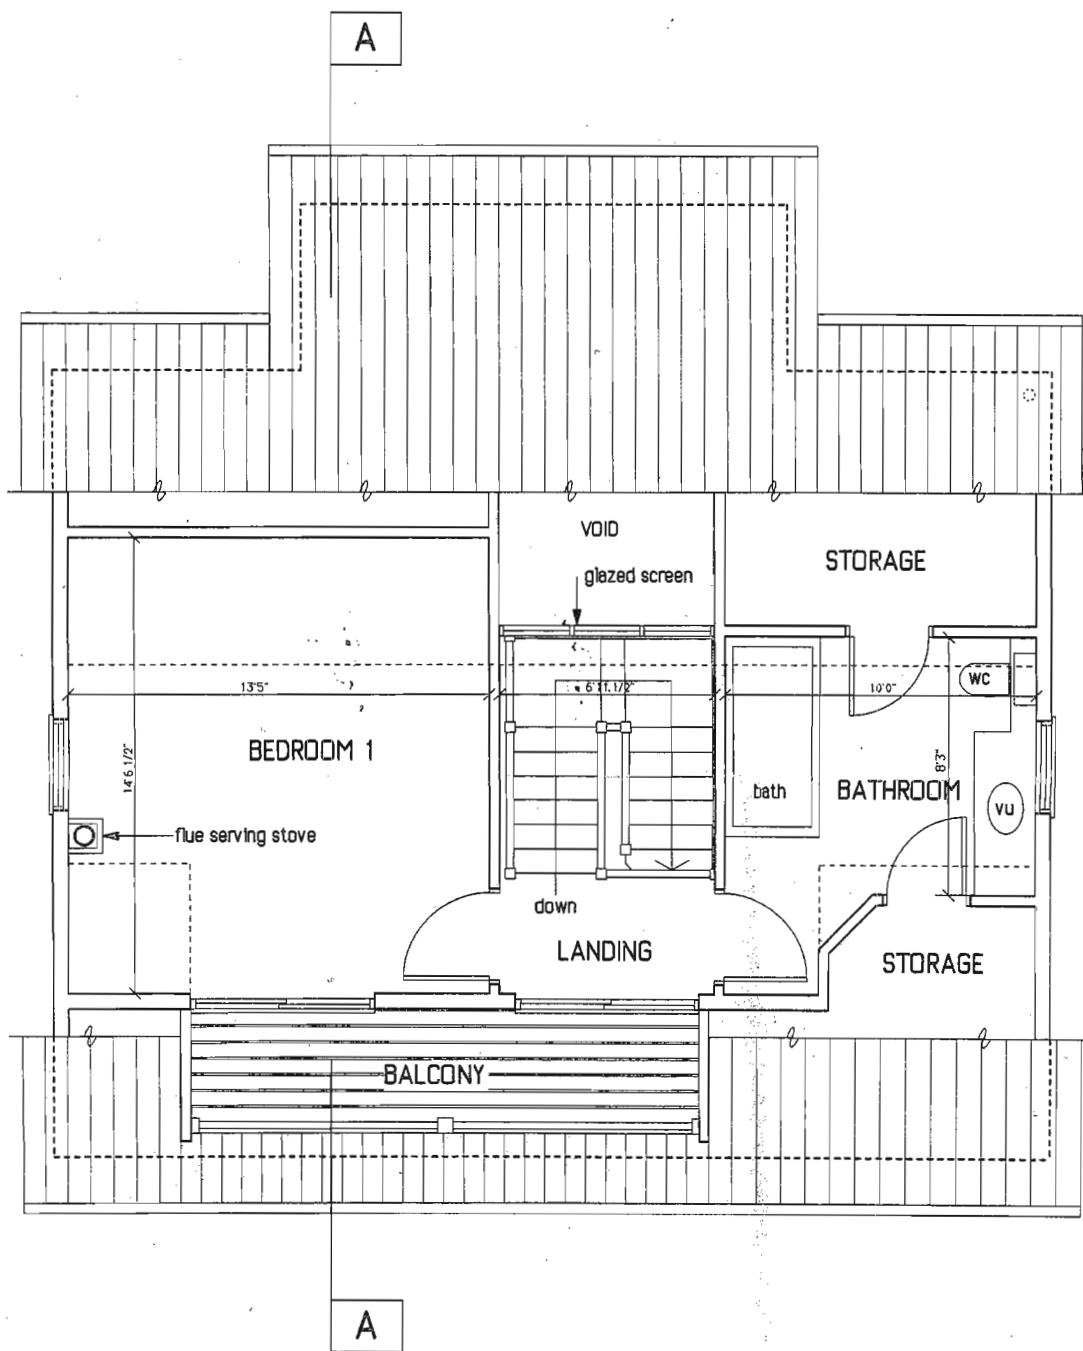 A
VOID
glazed screen
STORAGE
WC
13'5"
6'11.1/2"
10'0"
BEDROOM 1
14'6 1/2"
8'3"
bath
BATHROOM
VU
flue serving stove
down
LANDING
STORAGE
BALCONY
A